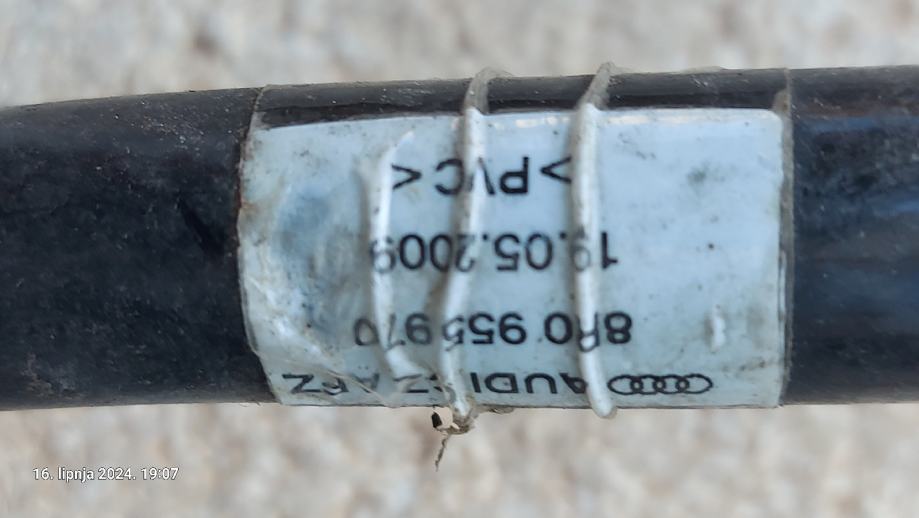 AUDI
8R0 955 970
19.05.2009
>PVC<
16. lipnja 2024. 19:07